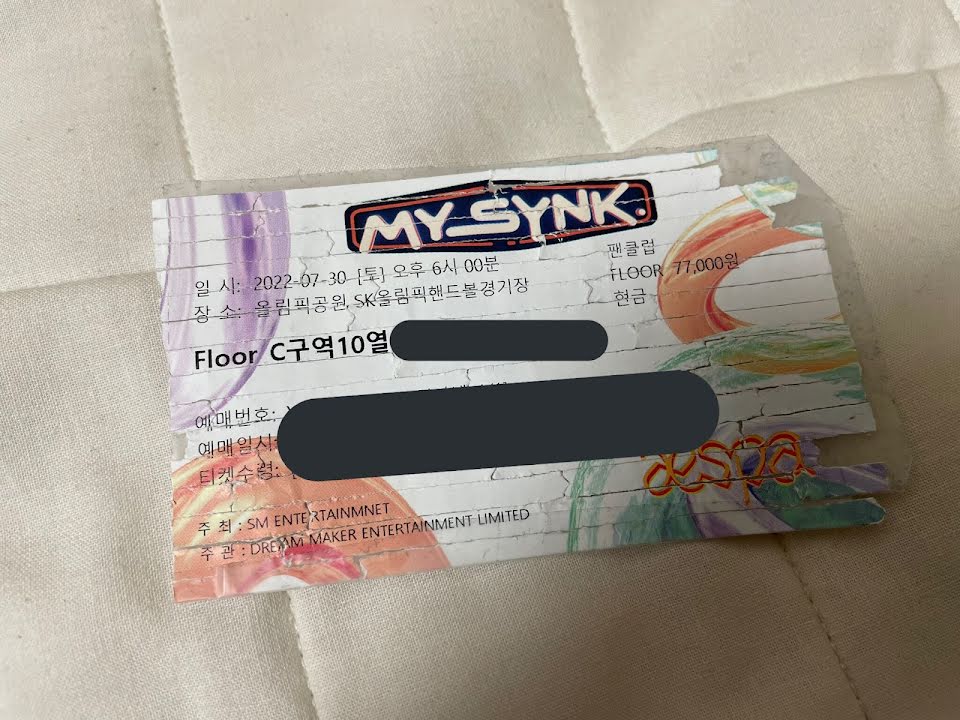 MY SYNK.
팬클럽
일 시: 2022-07-30 [토] 오후 6시 00분
FLOOR 77,000원
장 소: 올림픽공원 SK올림픽핸드볼경기장
현금
Floor C구역10열
예매번호:
예매일시:
티켓수령:
aespa
주 최 : SM ENTERTAINMNET
주 관 : DREAM MAKER ENTERTAINMENT LIMITED